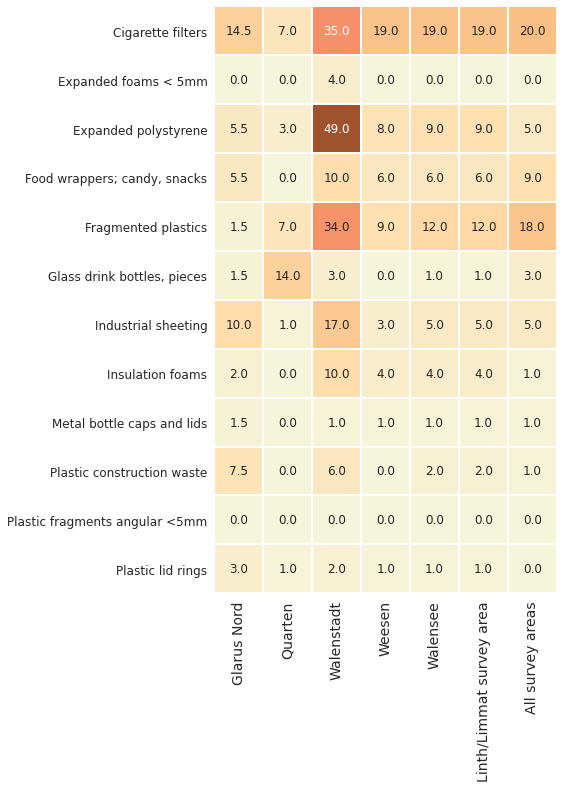 Cigarette filters 14.5 7.0 35.0 19.0 19.0 19.0 20.0
Expanded foams < 5mm 0.0 0.0 4.0 0.0 0.0 0.0 0.0
Expanded polystyrene 5.5 3.0 49.0 8.0 9.0 9.0 5.0
Food wrappers; candy, snacks 5.5 0.0 10.0 6.0 6.0 6.0 9.0
Fragmented plastics 1.5 7.0 34.0 9.0 12.0 12.0 18.0
Glass drink bottles, pieces 1.5 14.0 3.0 0.0 1.0 1.0 3.0
Industrial sheeting 10.0 1.0 17.0 3.0 5.0 5.0 5.0
Insulation foams 2.0 0.0 10.0 4.0 4.0 4.0 1.0
Metal bottle caps and lids 1.5 0.0 1.0 1.0 1.0 1.0 1.0
Plastic construction waste 7.5 0.0 6.0 0.0 2.0 2.0 1.0
Plastic fragments angular <5mm 0.0 0.0 0.0 0.0 0.0 0.0 0.0
Plastic lid rings 3.0 1.0 2.0 1.0 1.0 1.0 0.0
Glarus Nord
Quarten
Walenstadt
Weesen
Walensee
Linth/Limmat survey area
All survey areas